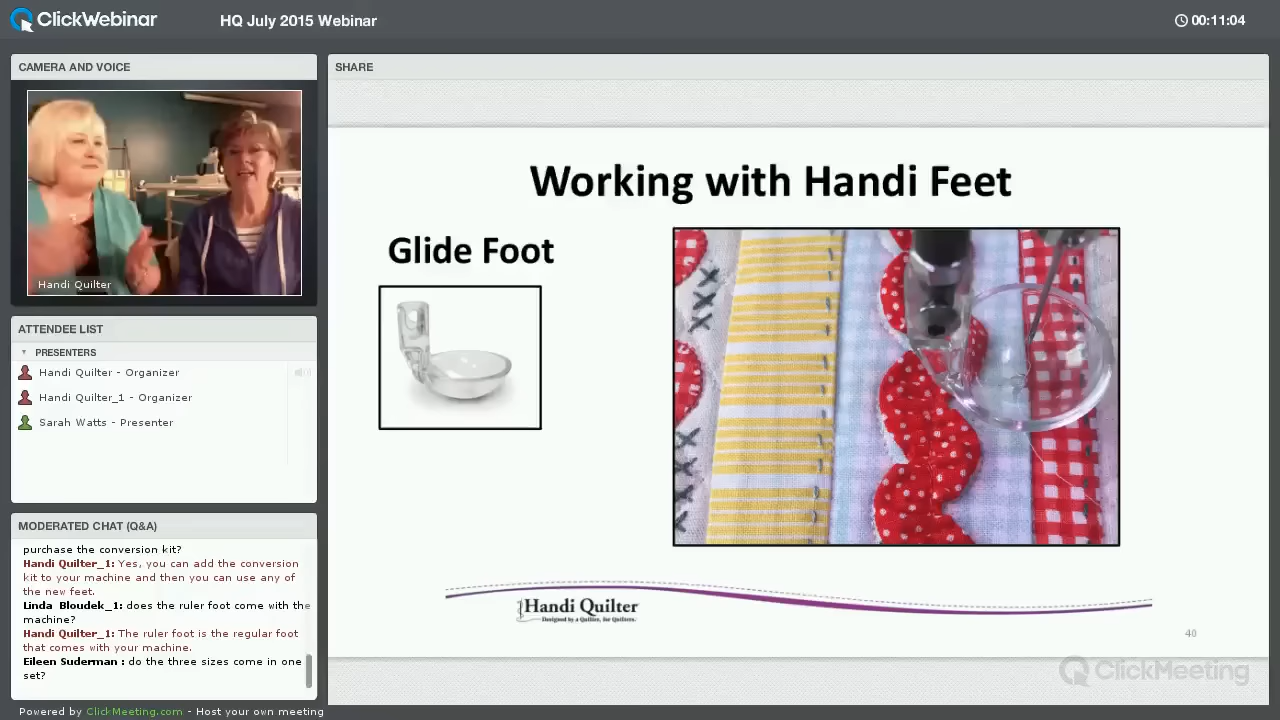 ClickWebinar
HQ July 2015 Webinar
00:11:04
CAMERA AND VOICE
Handi Quilter
ATTENDEE LIST
PRESENTERS
Handi Quilter - Organizer
Handi Quilter_1 - Organizer
Sarah Watts - Presenter
MODERATED CHAT (Q&A)
purchase the conversion kit?
Handi Quilter_1: Yes, you can add the conversion
kit to your machine and then you can use any of
our new feet.
Linda Bloudek_1: does the ruler foot come with the
machine?
Handi Quilter_1: The ruler foot is the regular foot
that comes with your machine.
Eileen Suderman : do the three sizes come in one
set?
Powered by ClickMeeting.com - Host your own meeting
SHARE
Working with Handi Feet
Glide Foot
Handi Quilter
Designed by a Quilter, for Quilters.
40
ClickMeeting